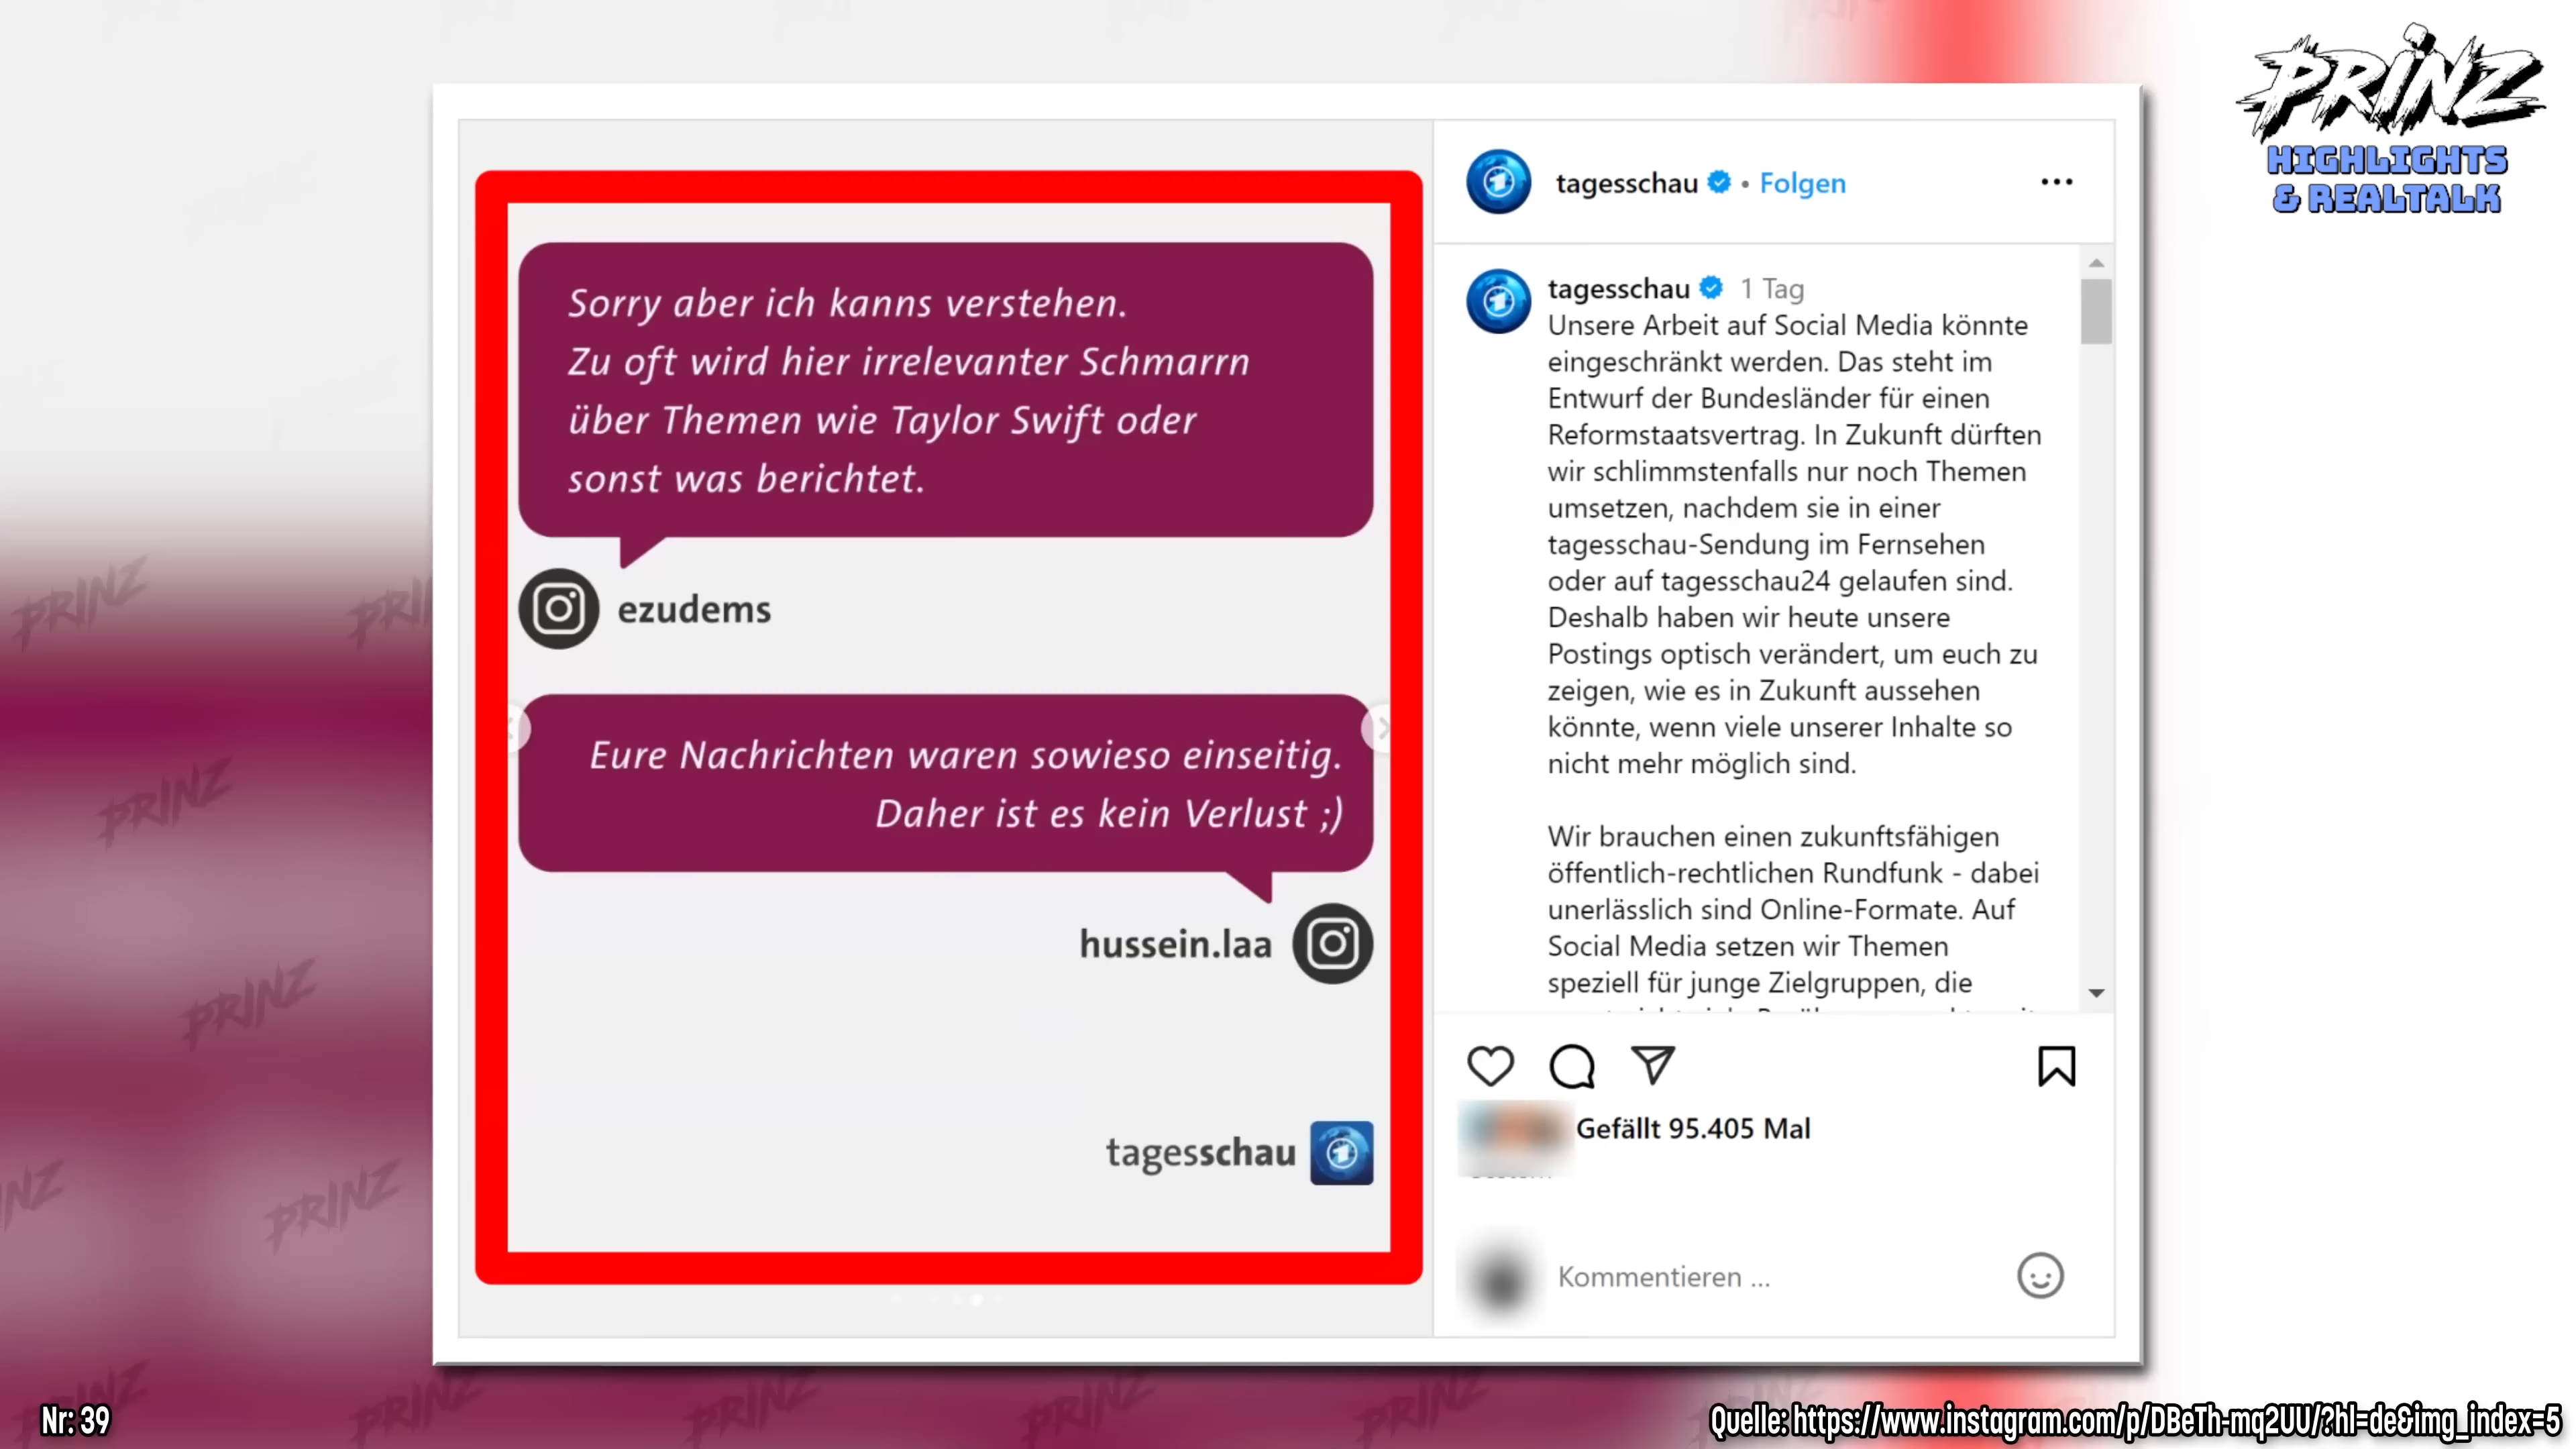 PRINZ
HIGHLIGHTS
& REALTALK
Sorry aber ich kanns verstehen.
Zu oft wird hier irrelevanter Schmarrn
über Themen wie Taylor Swift oder
sonst was berichtet.
ezudems
Eure Nachrichten waren sowieso einseitig.
Daher ist es kein Verlust ;)
hussein.laa
tagesschau
tagesschau • Folgen
tagesschau 1 Tag
Unsere Arbeit auf Social Media könnte
eingeschränkt werden. Das steht im
Entwurf der Bundesländer für einen
Reformstaatsvertrag. In Zukunft dürften
wir schlimmstenfalls nur noch Themen
umsetzen, nachdem sie in einer
tagesschau-Sendung im Fernsehen
oder auf tagesschau24 gelaufen sind.
Deshalb haben wir heute unsere
Postings optisch verändert, um euch zu
zeigen, wie es in Zukunft aussehen
könnte, wenn viele unserer Inhalte so
nicht mehr möglich sind.
Wir brauchen einen zukunftsfähigen
öffentlich-rechtlichen Rundfunk - dabei
unerlässlich sind Online-Formate. Auf
Social Media setzen wir Themen
speziell für junge Zielgruppen, die
Gefällt 95.405 Mal
Kommentieren ...
Nr: 39
Quelle: https://www.instagram.com/p/DBeTh-mq2UU/?hl=de&img_index=5